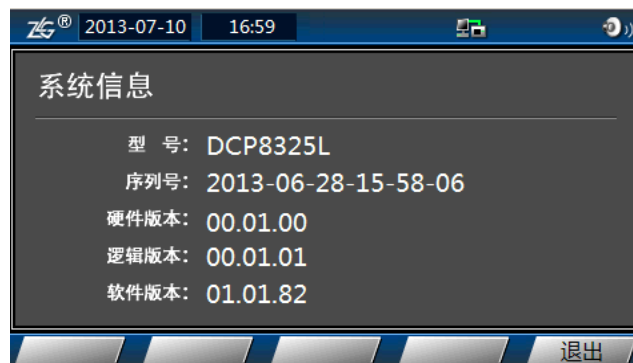 ZLG® 2013-07-10 16:59
系统信息
型 号: DCP8325L
序列号: 2013-06-28-15-58-06
硬件版本: 00.01.00
逻辑版本: 00.01.01
软件版本: 01.01.82
退出